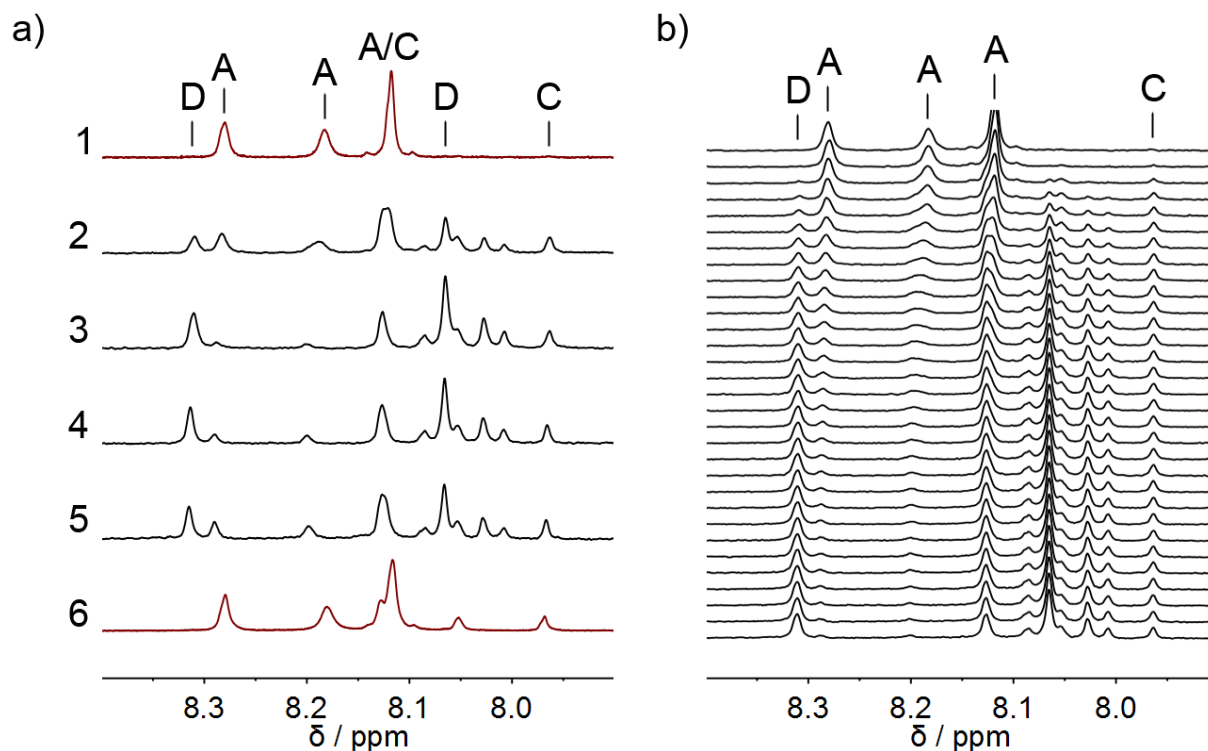 a)
A/C
D A A D C
1
2
3
4
5
6
8.3 8.2 8.1 8.0
δ / ppm
b)
D A A A C
8.3 8.2 8.1 8.0
δ / ppm